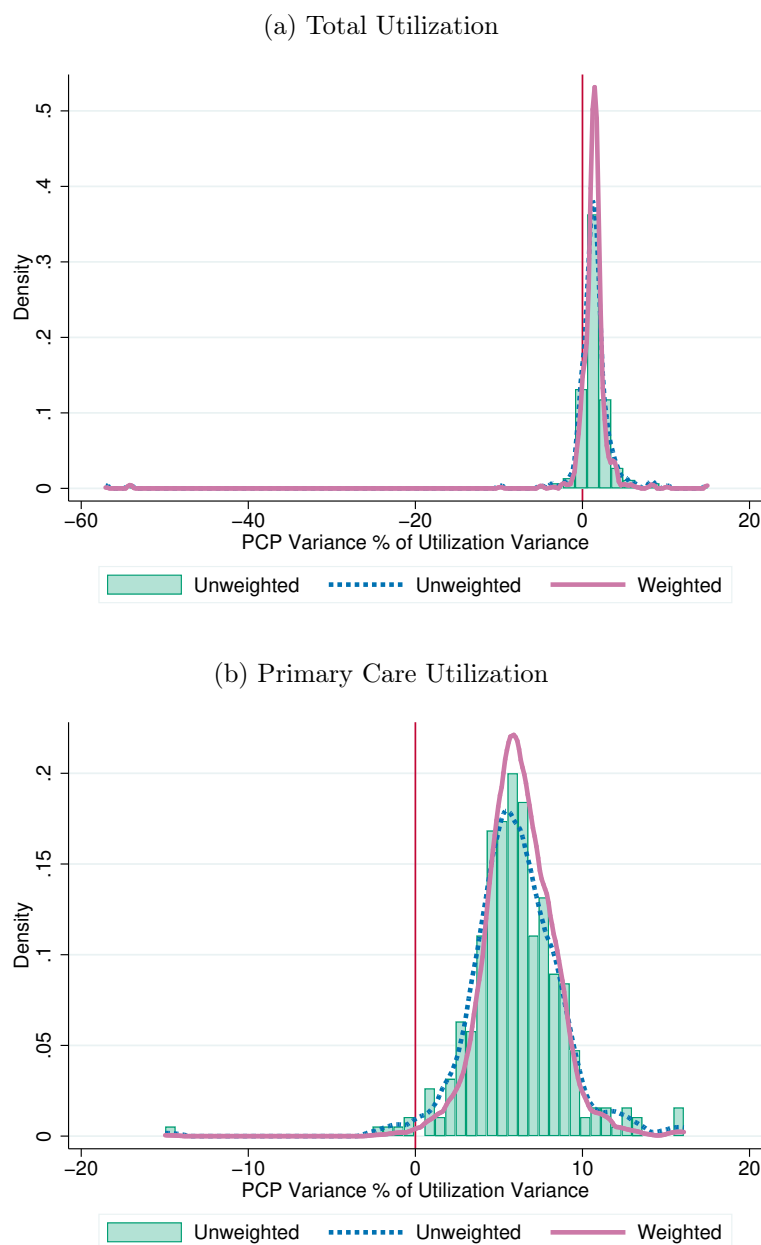 (a) Total Utilization
.5
.4
.3
.2
.1
0
Density
−60 −40 −20 0 20
PCP Variance % of Utilization Variance
Unweighted Unweighted Weighted
(b) Primary Care Utilization
.2
.15
.1
.05
0
Density
−20 −10 0 10 20
PCP Variance % of Utilization Variance
Unweighted Unweighted Weighted